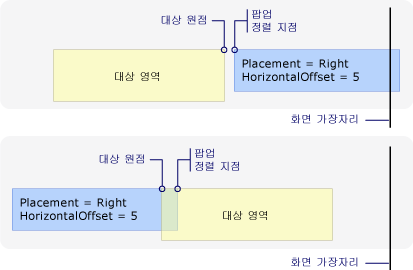 대상 원점
팝업
정렬 지점
대상 영역
Placement = Right
HorizontalOffset = 5
화면 가장자리
대상 원점
팝업
정렬 지점
Placement = Right
HorizontalOffset = 5
대상 영역
화면 가장자리